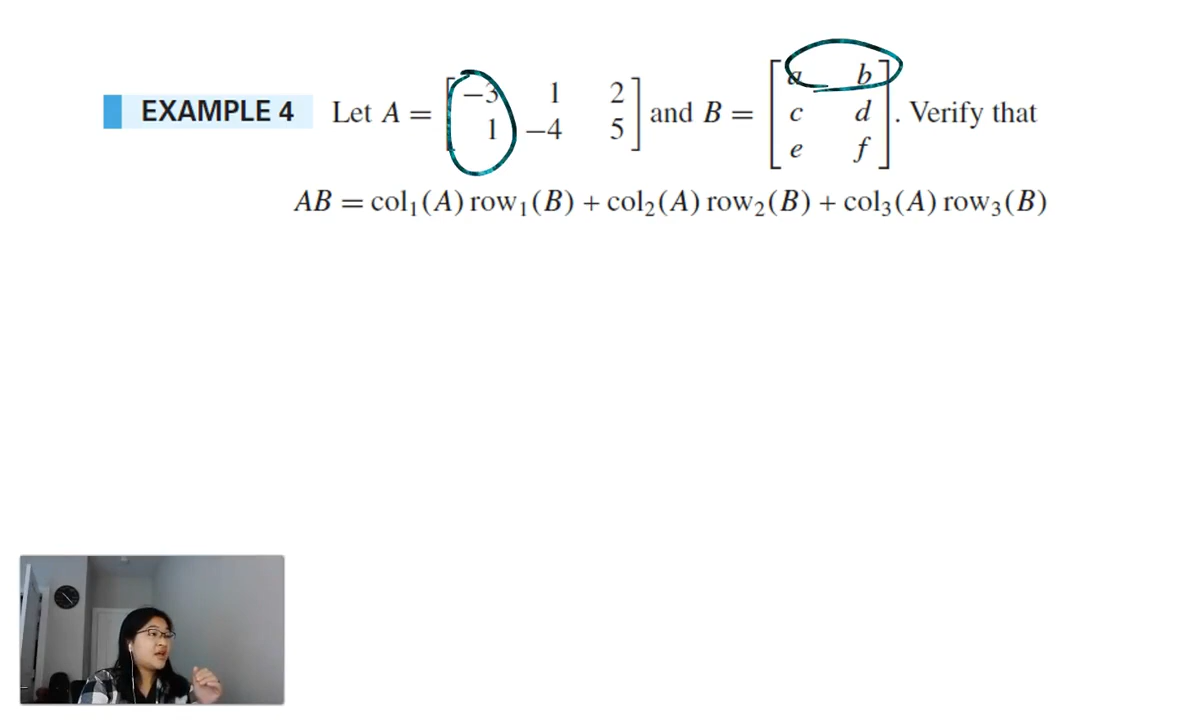 EXAMPLE 4 Let A = [−3 1 2 and B = [a b]. Verify that
1 −4 5] c d
e f
AB = col₁(A) row₁(B) + col₂(A) row₂(B) + col₃(A) row₃(B)